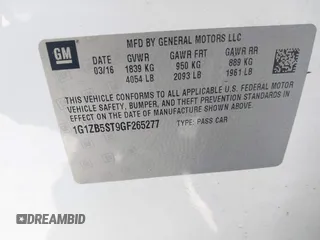 GM
MFD BY GENERAL MOTORS LLC
03/16
GVWR GAWR FRT GAWR RR
1839 KG 950 KG 889 KG
4054 LB 2093 LB 1961 LB
THIS VEHICLE CONFORMS TO ALL APPLICABLE U.S. FEDERAL MOTOR
VEHICLE SAFETY, BUMPER, AND THEFT PREVENTION STANDARDS IN
EFFECT ON THE DATE OF MANUFACTURE SHOWN ABOVE.
1G1ZB5ST9GF265277 TYPE: PASS CAR
DREAMBID